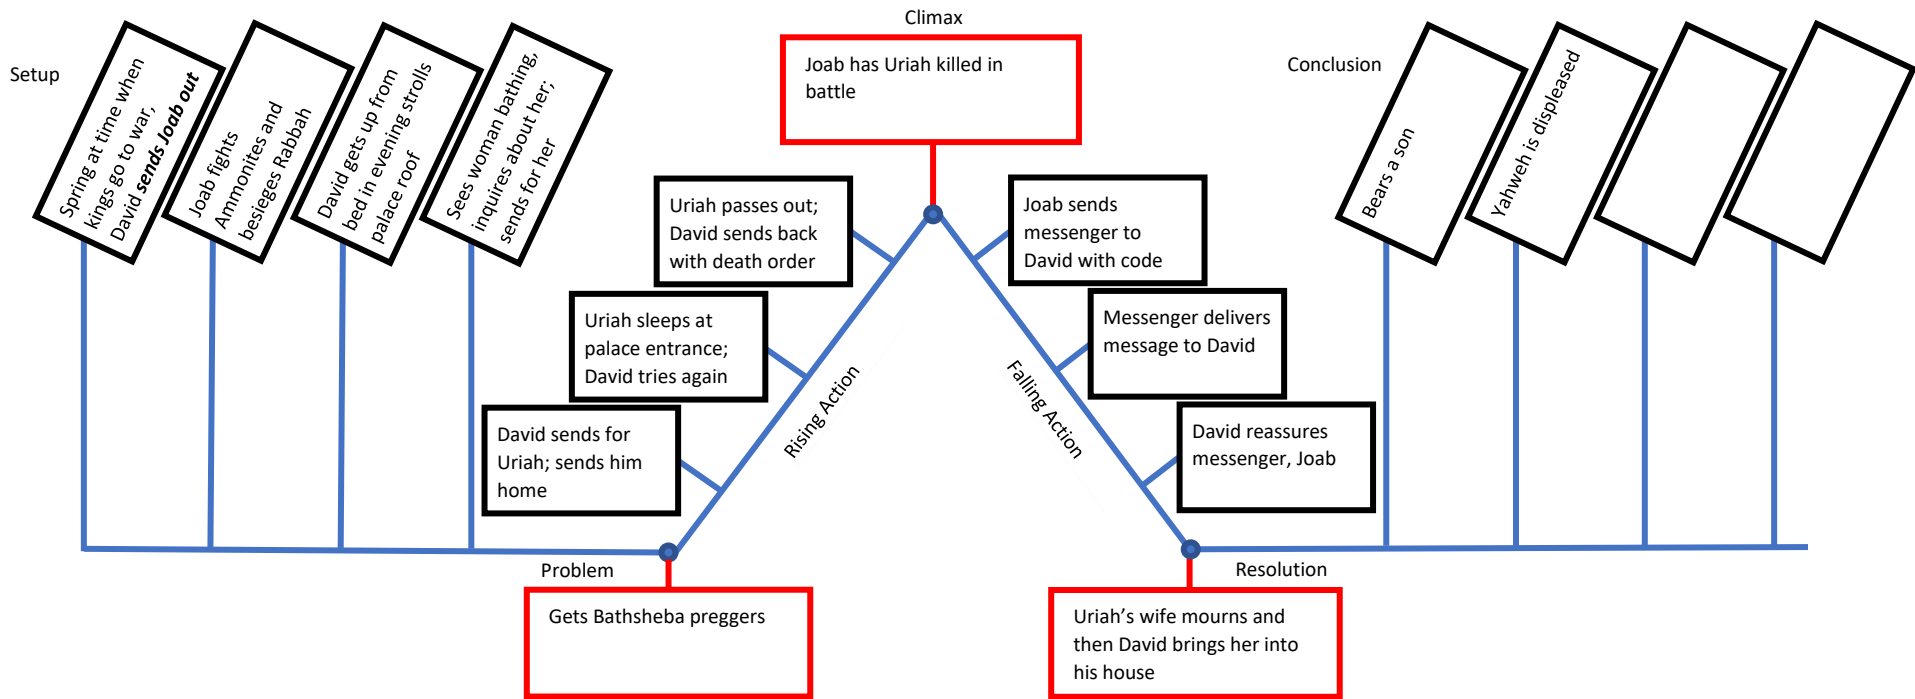 Setup
Spring at time when
kings go to war,
David sends Joab out
Joab fights
Ammonites and
besieges Rabbah
David gets up from
bed in evening strolls
palace roof
Sees woman bathing,
inquires about her;
sends for her
Problem
Gets Bathsheba preggers
Rising Action
David sends for
Uriah; sends him
home
Uriah sleeps at
palace entrance;
David tries again
Uriah passes out;
David sends back
with death order
Climax
Joab has Uriah killed in
battle
Falling Action
Joab sends
messenger to
David with code
Messenger delivers
message to David
David reassures
messenger, Joab
Resolution
Uriah’s wife mourns and
then David brings her into
his house
Conclusion
Bears a son
Yahweh is displeased